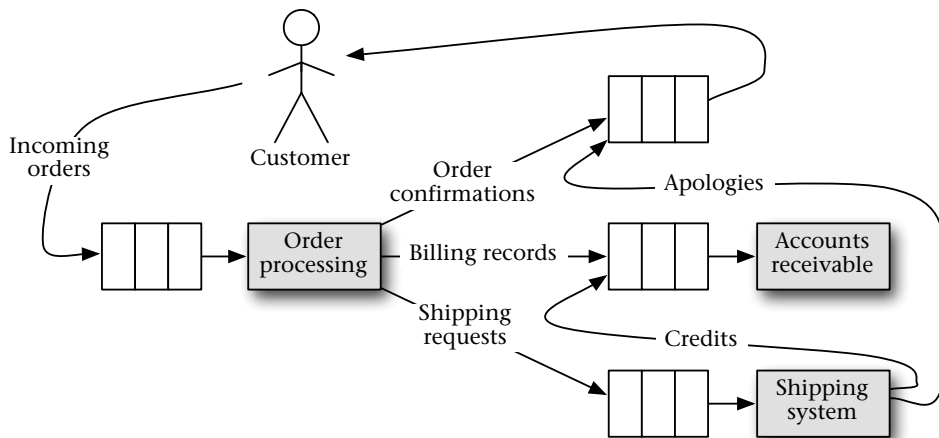 Customer
Incoming
orders
Order
confirmations
Apologies
Order
processing
Billing records
Accounts
receivable
Shipping
requests
Credits
Shipping
system